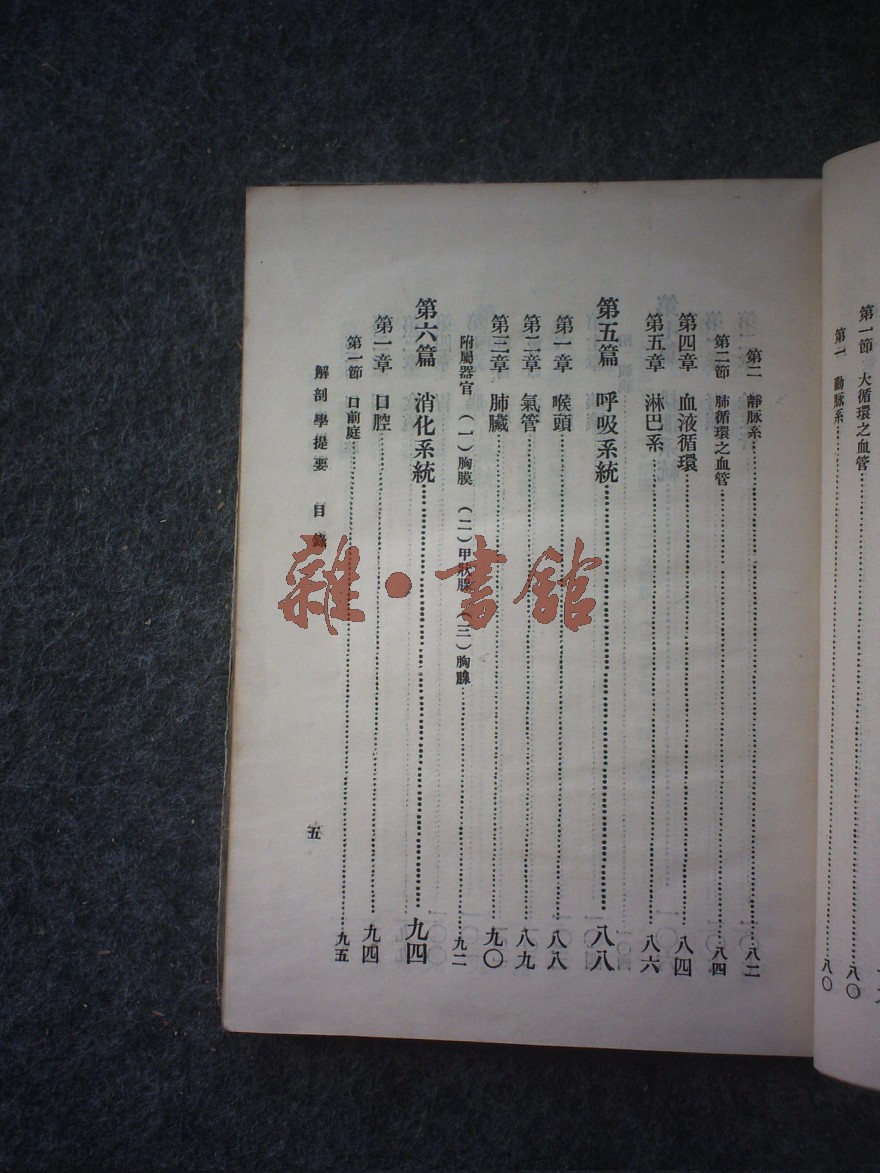 第一節　大循環之血管……八〇
第一　動脈系……八〇
第二　靜脈系……八二
第二節　肺循環之血管……八四
第四章　血液循環……八四
第五章　淋巴系……八六
第五篇　呼吸系統……八八
第一章　喉頭……八八
第二章　氣管……八九
第三章　肺臟……九〇
附屬器官　(一)胸膜　(二)甲狀腺　(三)胸腺……九二
第六篇　消化系統……九四
第一章　口腔……九四
第一節　口前庭……九五
解剖學提要　目錄　五
雜·書館